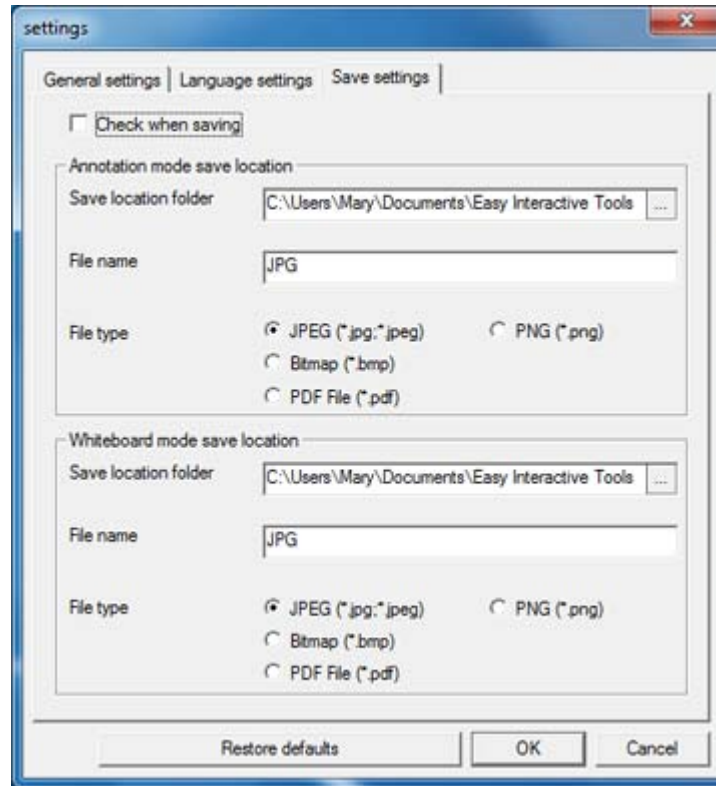 settings
General settings Language settings Save settings
Check when saving
Annotation mode save location
Save location folder C:\Users\Mary\Documents\Easy Interactive Tools ...
File name JPG
File type JPEG (*.jpg;*.jpeg) PNG (*.png)
Bitmap (*.bmp)
PDF File (*.pdf)
Whiteboard mode save location
Save location folder C:\Users\Mary\Documents\Easy Interactive Tools ...
File name JPG
File type JPEG (*.jpg;*.jpeg) PNG (*.png)
Bitmap (*.bmp)
PDF File (*.pdf)
Restore defaults OK Cancel